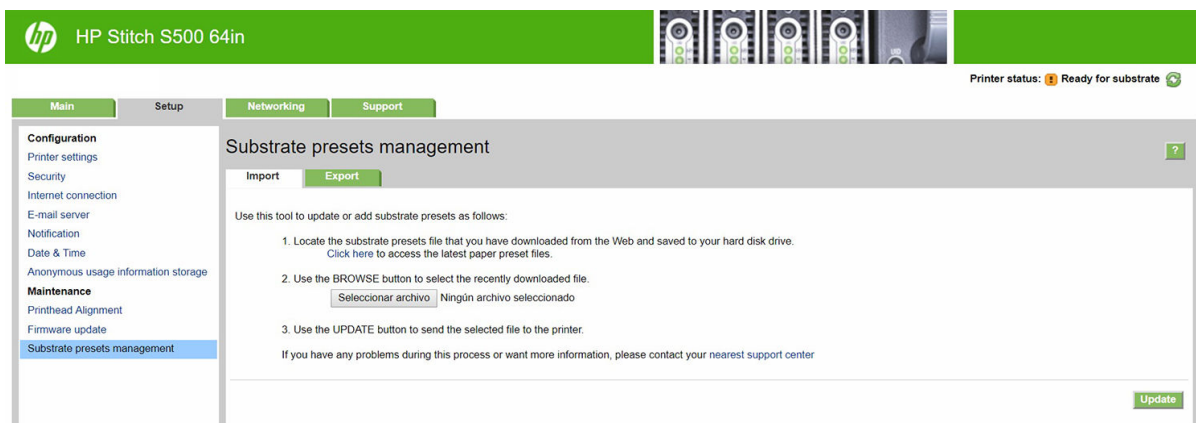 hp HP Stitch S500 64in
UID
Printer status: Ready for substrate
Main Setup Networking Support
Configuration
Printer settings
Security
Internet connection
E-mail server
Notification
Date & Time
Anonymous usage information storage
Maintenance
Printhead Alignment
Firmware update
Substrate presets management
Substrate presets management
?
Import Export
Use this tool to update or add substrate presets as follows:
1. Locate the substrate presets file that you have downloaded from the Web and saved to your hard disk drive.
Click here to access the latest paper preset files.
2. Use the BROWSE button to select the recently downloaded file.
Seleccionar archivo Ningún archivo seleccionado
3. Use the UPDATE button to send the selected file to the printer.
If you have any problems during this process or want more information, please contact your nearest support center
Update